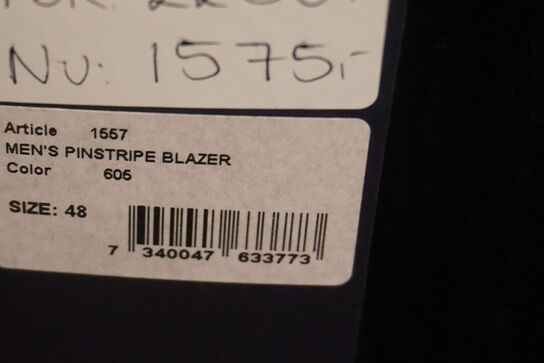 NU: 1575,-
Article 1557
MEN'S PINSTRIPE BLAZER
Color 605
SIZE: 48
7 340047 633773